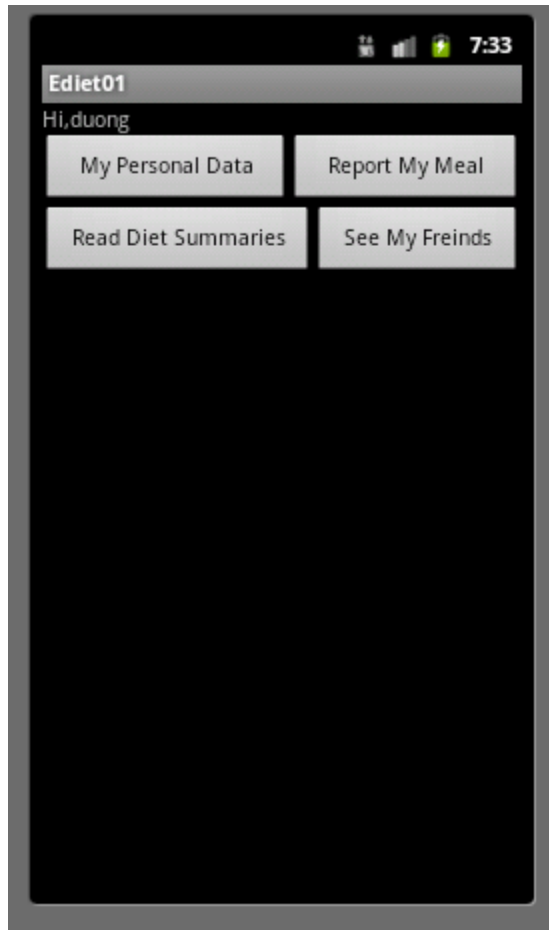 7:33
Ediet01
Hi,duong
My Personal Data Report My Meal
Read Diet Summaries See My Freinds